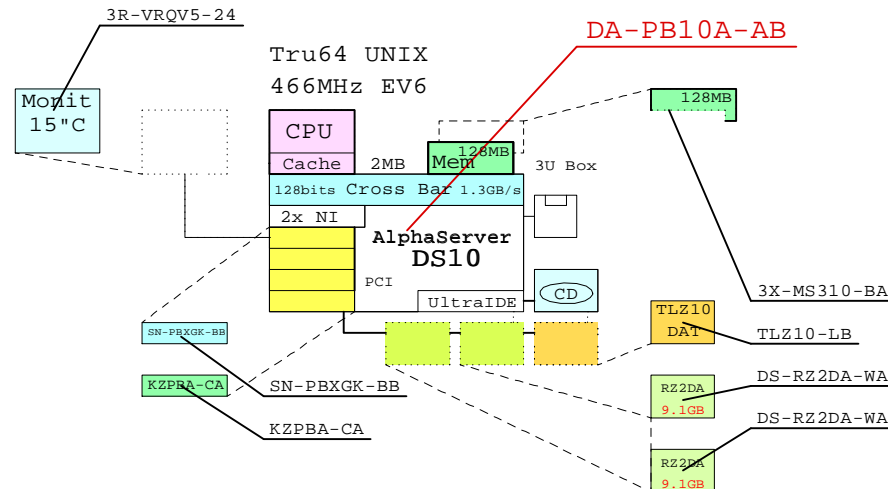 3R-VRQV5-24
DA-PB10A-AB
Tru64 UNIX
466MHz EV6
Monit
15"C
128MB
CPU
Cache
2MB
128MB
Mem
3U Box
128bits Cross Bar 1.3GB/s
2x NI
AlphaServer
DS10
PCI
UltraIDE
CD
3X-MS310-BA
TLZ10
DAT
TLZ10-LB
SN-PBXGK-BB
KZPBA-CA
SN-PBXGK-BB
KZPBA-CA
DS-RZ2DA-WA
RZ2DA
9.1GB
DS-RZ2DA-WA
RZ2DA
9.1GB